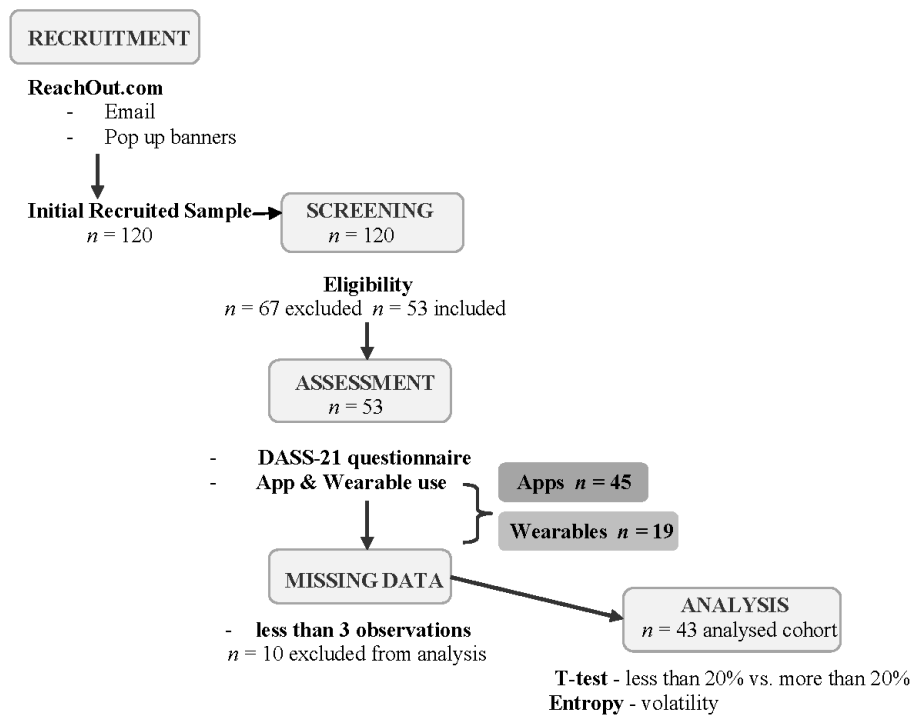 RECRUITMENT
ReachOut.com
- Email
- Pop up banners
Initial Recruited Sample
n = 120
SCREENING
n = 120
Eligibility
n = 67 excluded n = 53 included
ASSESSMENT
n = 53
- DASS-21 questionnaire
- App & Wearable use
Apps n = 45
Wearables n = 19
MISSING DATA
- less than 3 observations
n = 10 excluded from analysis
ANALYSIS
n = 43 analysed cohort
T-test - less than 20% vs. more than 20%
Entropy - volatility